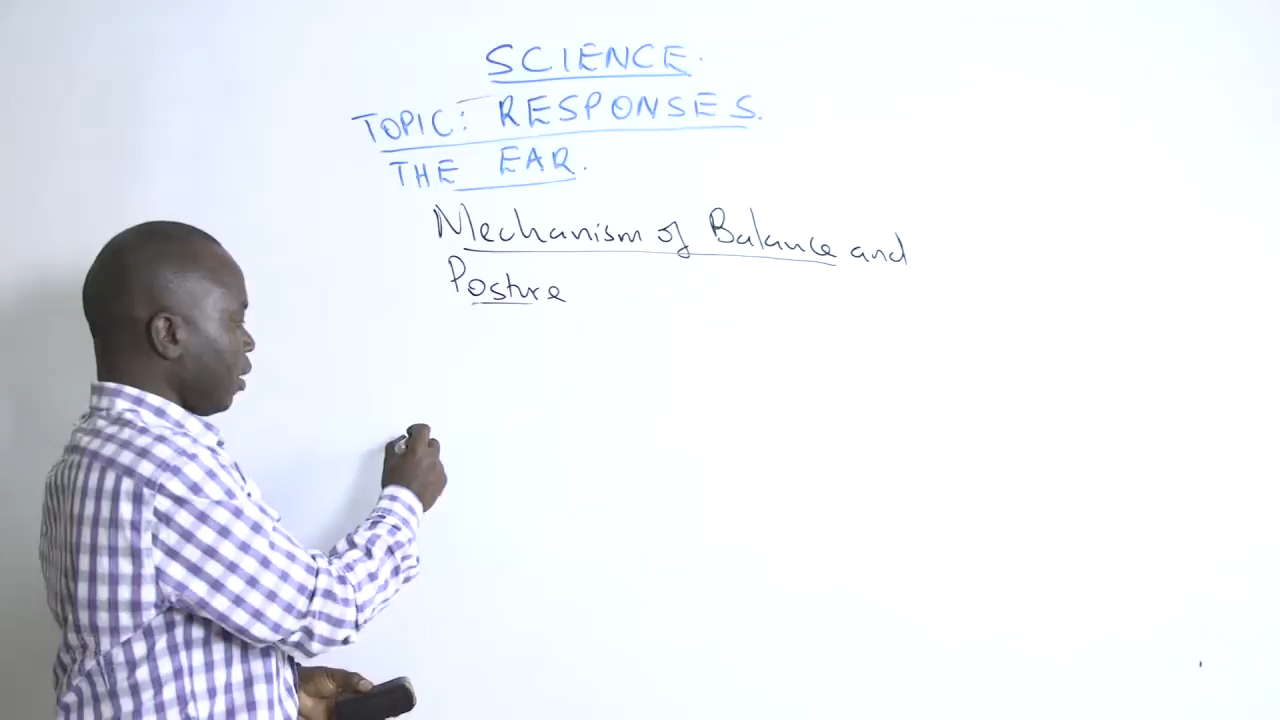 SCIENCE.
TOPIC: RESPONSES.
THE EAR.
Mechanism of Balance and
Posture